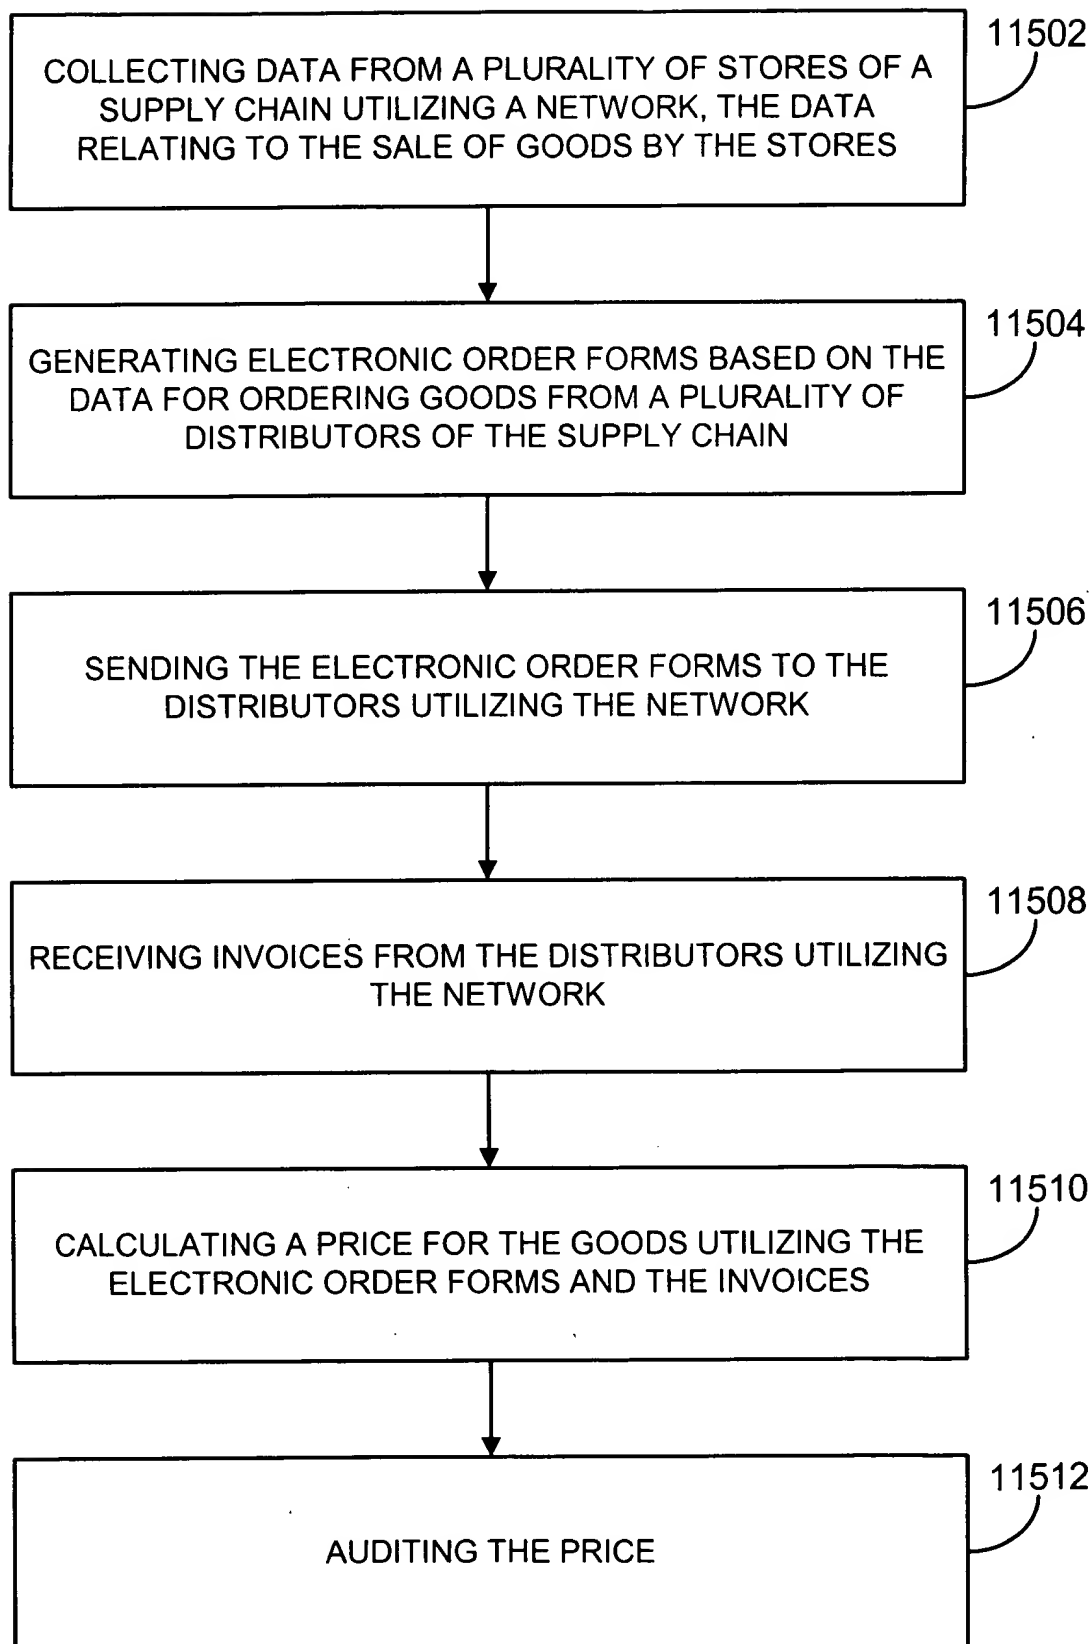 11502
COLLECTING DATA FROM A PLURALITY OF STORES OF A
SUPPLY CHAIN UTILIZING A NETWORK, THE DATA
RELATING TO THE SALE OF GOODS BY THE STORES
11504
GENERATING ELECTRONIC ORDER FORMS BASED ON THE
DATA FOR ORDERING GOODS FROM A PLURALITY OF
DISTRIBUTORS OF THE SUPPLY CHAIN
11506
SENDING THE ELECTRONIC ORDER FORMS TO THE
DISTRIBUTORS UTILIZING THE NETWORK
11508
RECEIVING INVOICES FROM THE DISTRIBUTORS UTILIZING
THE NETWORK
11510
CALCULATING A PRICE FOR THE GOODS UTILIZING THE
ELECTRONIC ORDER FORMS AND THE INVOICES
11512
AUDITING THE PRICE